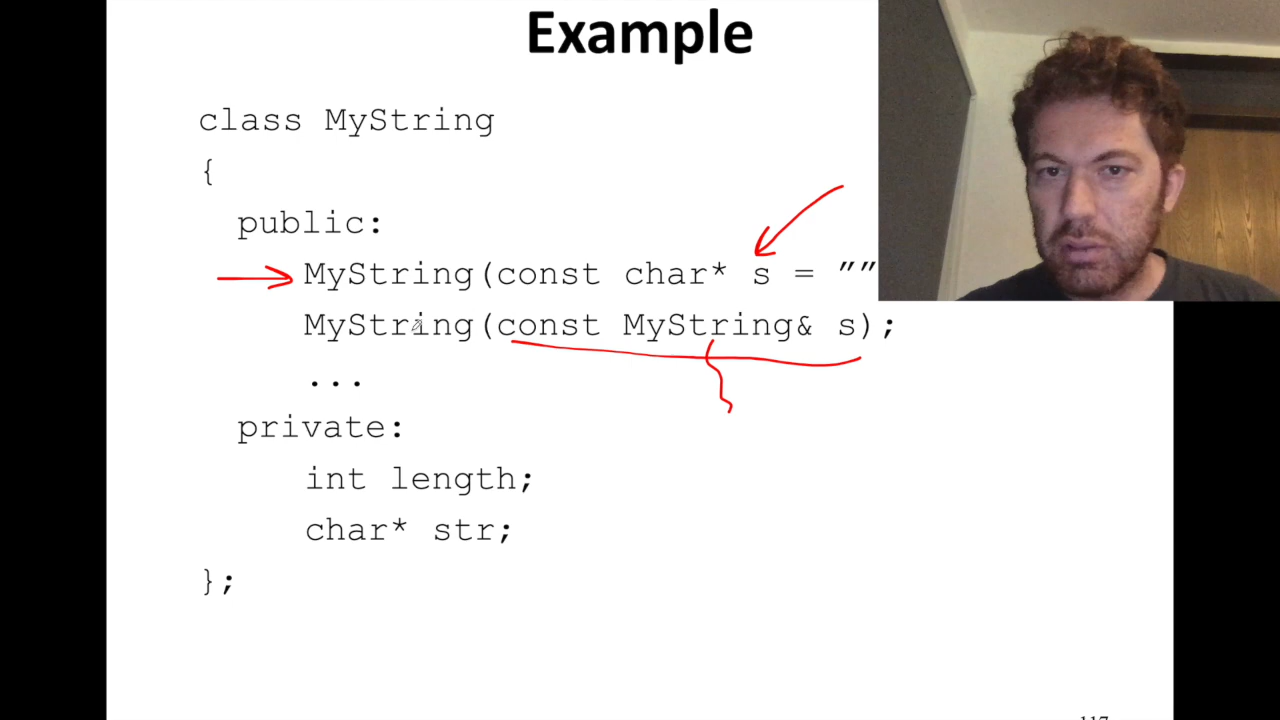 Example
class MyString
{
public:
MyString(const char* s = ””
MyString(const MyString& s);
...
private:
int length;
char* str;
};